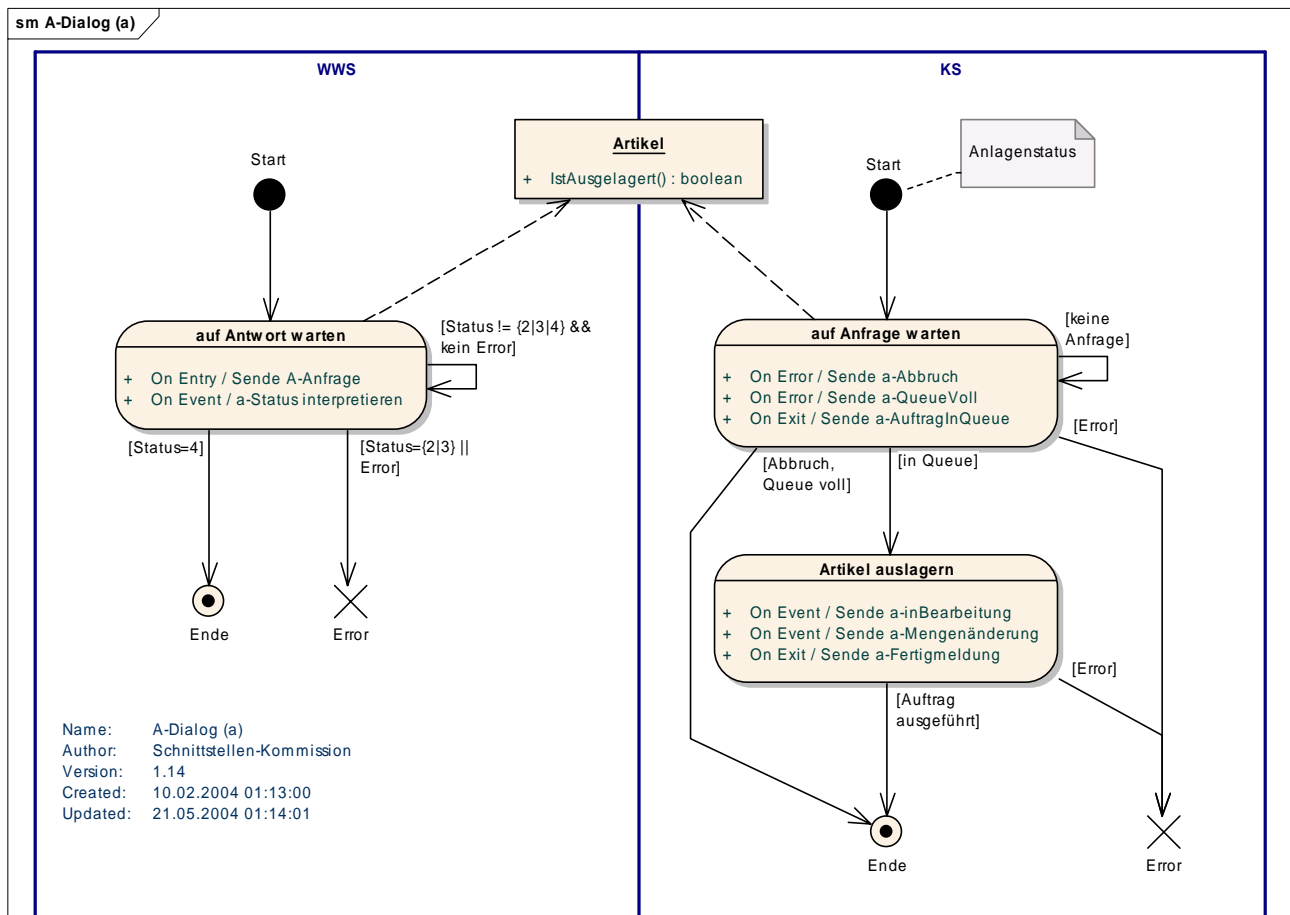 sm A-Dialog (a)
WWS
KS
Artikel
+ IstAusgelagert() : boolean
Start
Start
Anlagenstatus
auf Antwort warten
+ On Entry / Sende A-Anfrage
+ On Event / a-Status interpretieren
[Status != {2|3|4} &&
kein Error]
[Status=4]
[Status={2|3} ||
Error]
Ende
Error
auf Anfrage warten
+ On Error / Sende a-Abbruch
+ On Error / Sende a-QueueVoll
+ On Exit / Sende a-AuftragInQueue
[keine
Anfrage]
[Error]
[Abbruch,
Queue voll]
[in Queue]
Artikel auslagern
+ On Event / Sende a-inBearbeitung
+ On Event / Sende a-Mengenänderung
+ On Exit / Sende a-Fertigmeldung
[Error]
[Auftrag
ausgeführt]
Ende
Error
Name: A-Dialog (a)
Author: Schnittstellen-Kommission
Version: 1.14
Created: 10.02.2004 01:13:00
Updated: 21.05.2004 01:14:01